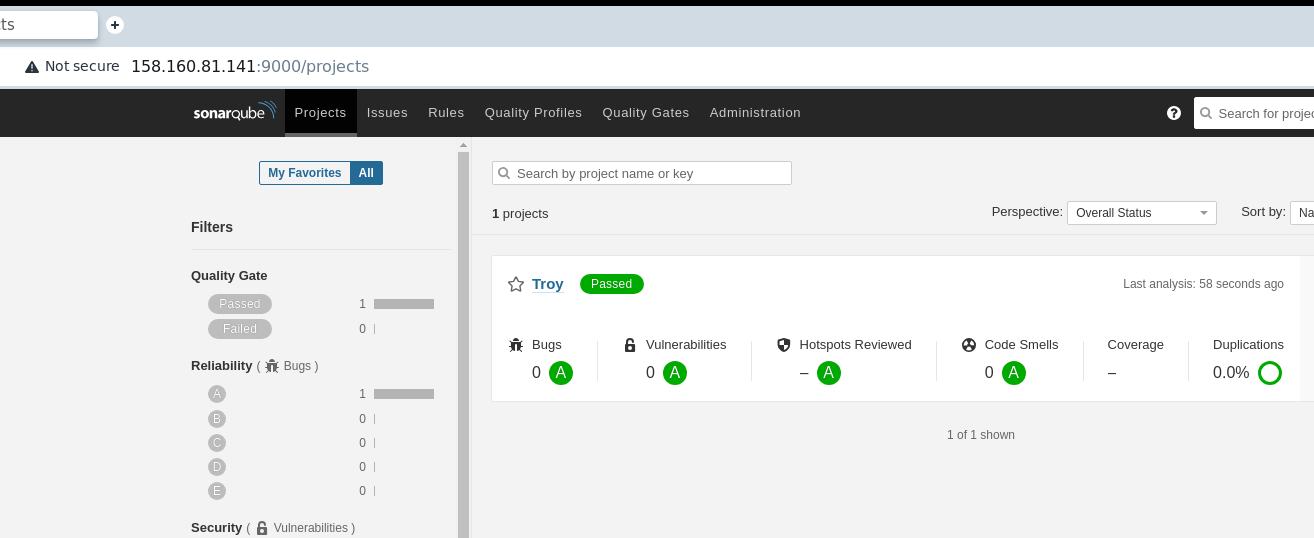 ts
+
Not secure 158.160.81.141:9000/projects
sonarqube Projects Issues Rules Quality Profiles Quality Gates Administration ? Search for projec
My Favorites All
Search by project name or key
1 projects
Perspective: Overall Status Sort by: Na
Filters
Quality Gate
Passed 1
Failed 0
Reliability ( Bugs )
A 1
B 0
C 0
D 0
E 0
Security ( Vulnerabilities )
Troy Passed Last analysis: 58 seconds ago
Bugs Vulnerabilities Hotspots Reviewed Code Smells Coverage Duplications
0 A 0 A – A 0 A – 0.0%
1 of 1 shown